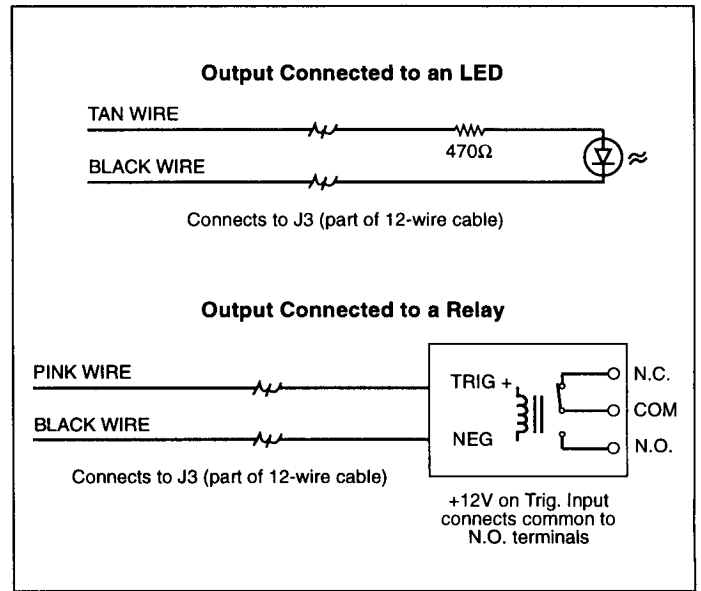 Output Connected to an LED
TAN WIRE
470Ω
BLACK WIRE
Connects to J3 (part of 12-wire cable)
Output Connected to a Relay
PINK WIRE
TRIG +
N.C.
COM
BLACK WIRE
NEG
N.O.
Connects to J3 (part of 12-wire cable)
+12V on Trig. Input
connects common to
N.O. terminals